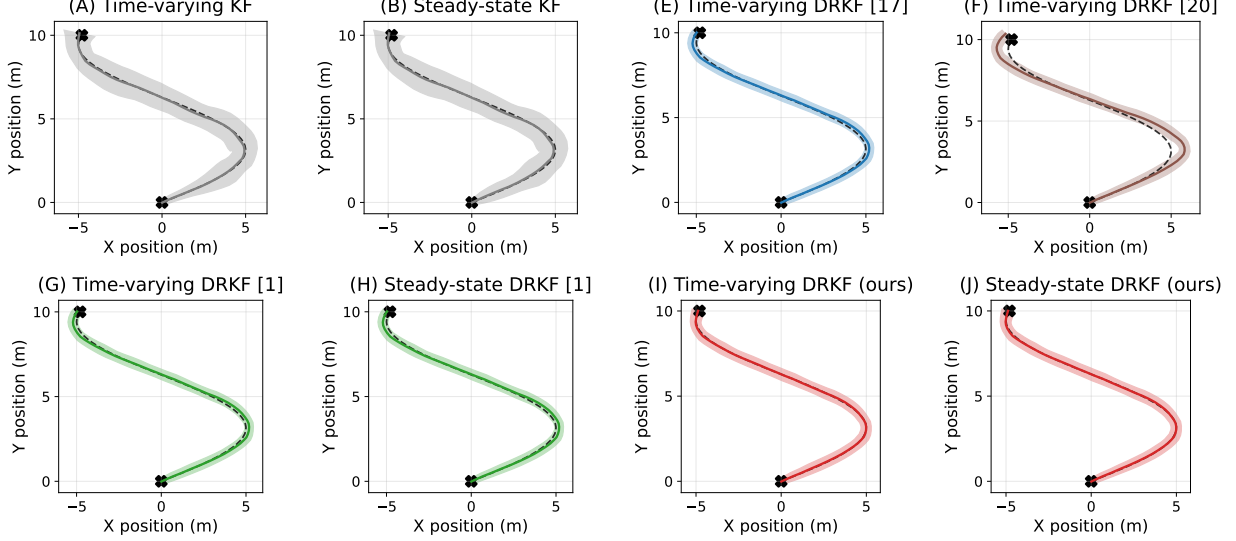 (A) Time-varying KF
(B) Steady-state KF
(E) Time-varying DRKF [17]
(F) Time-varying DRKF [20]
Y position (m)
10
5
0
−5
0
5
X position (m)
Y position (m)
10
5
0
−5
0
5
X position (m)
Y position (m)
10
5
0
−5
0
5
X position (m)
Y position (m)
10
5
0
−5
0
5
X position (m)
(G) Time-varying DRKF [1]
(H) Steady-state DRKF [1]
(I) Time-varying DRKF (ours)
(J) Steady-state DRKF (ours)
Y position (m)
10
5
0
−5
0
5
X position (m)
Y position (m)
10
5
0
−5
0
5
X position (m)
Y position (m)
10
5
0
−5
0
5
X position (m)
Y position (m)
10
5
0
−5
0
5
X position (m)